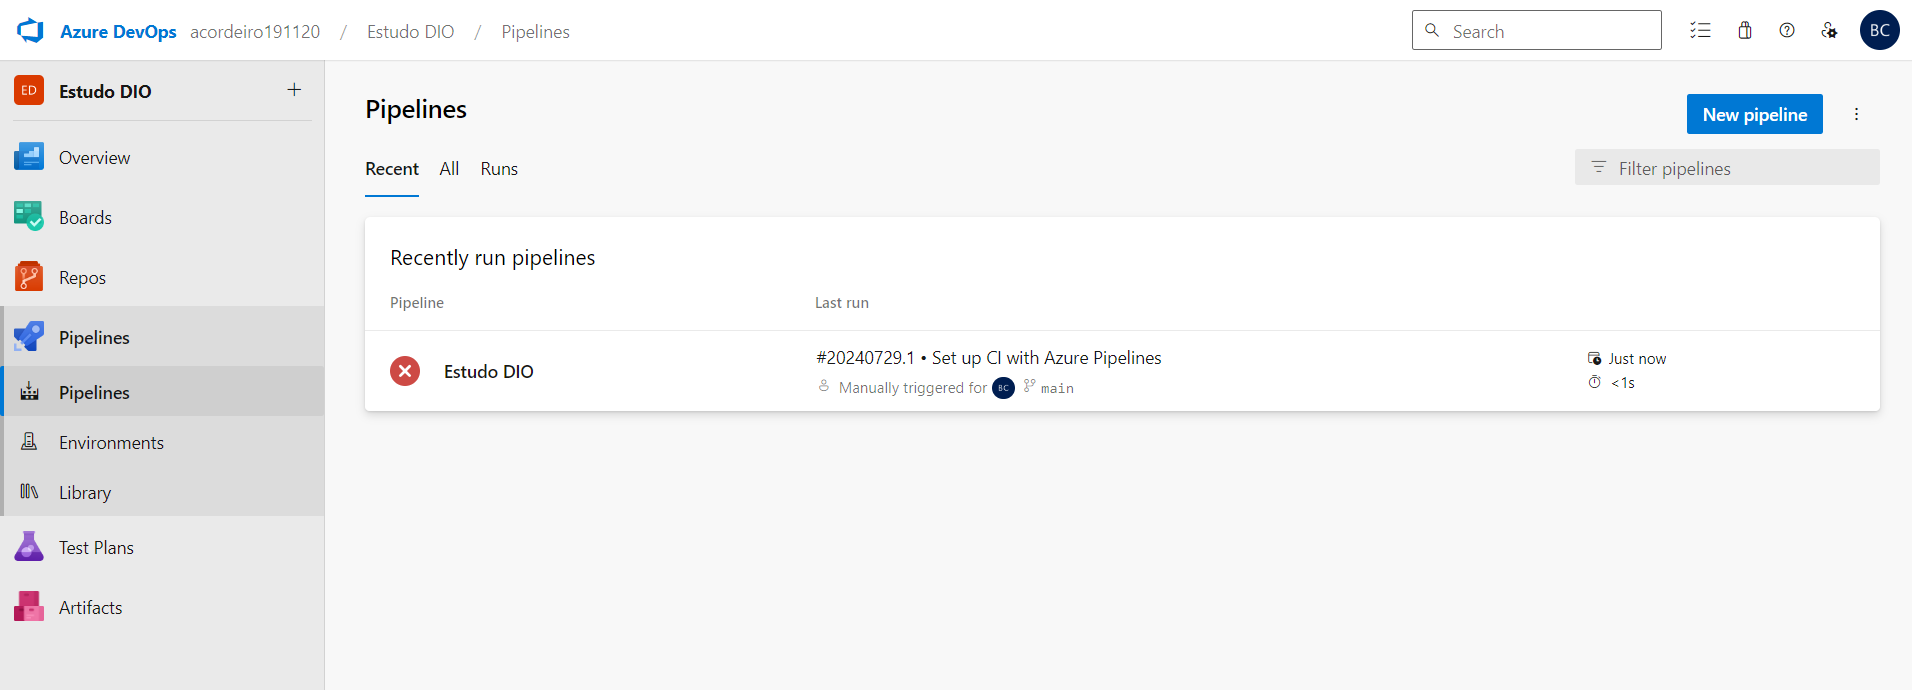 Azure DevOps acordeiro191120 / Estudo DIO / Pipelines
Search
BC
ED Estudo DIO
Overview
Boards
Repos
Pipelines
Pipelines
Environments
Library
Test Plans
Artifacts
Pipelines
New pipeline
Recent All Runs
Filter pipelines
Recently run pipelines
Pipeline Last run
Estudo DIO
#20240729.1 • Set up CI with Azure Pipelines
Manually triggered for BC main
Just now
<1s